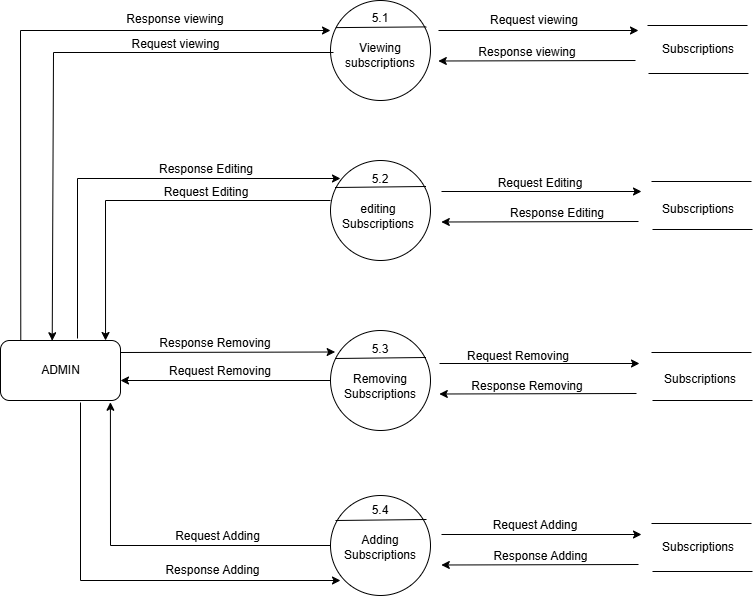 Response viewing
Request viewing
5.1
Viewing
subscriptions
Request viewing
Response viewing
Subscriptions
Response Editing
Request Editing
5.2
editing
Subscriptions
Request Editing
Response Editing
Subscriptions
ADMIN
Response Removing
Request Removing
5.3
Removing
Subscriptions
Request Removing
Response Removing
Subscriptions
Request Adding
Response Adding
5.4
Adding
Subscriptions
Request Adding
Response Adding
Subscriptions